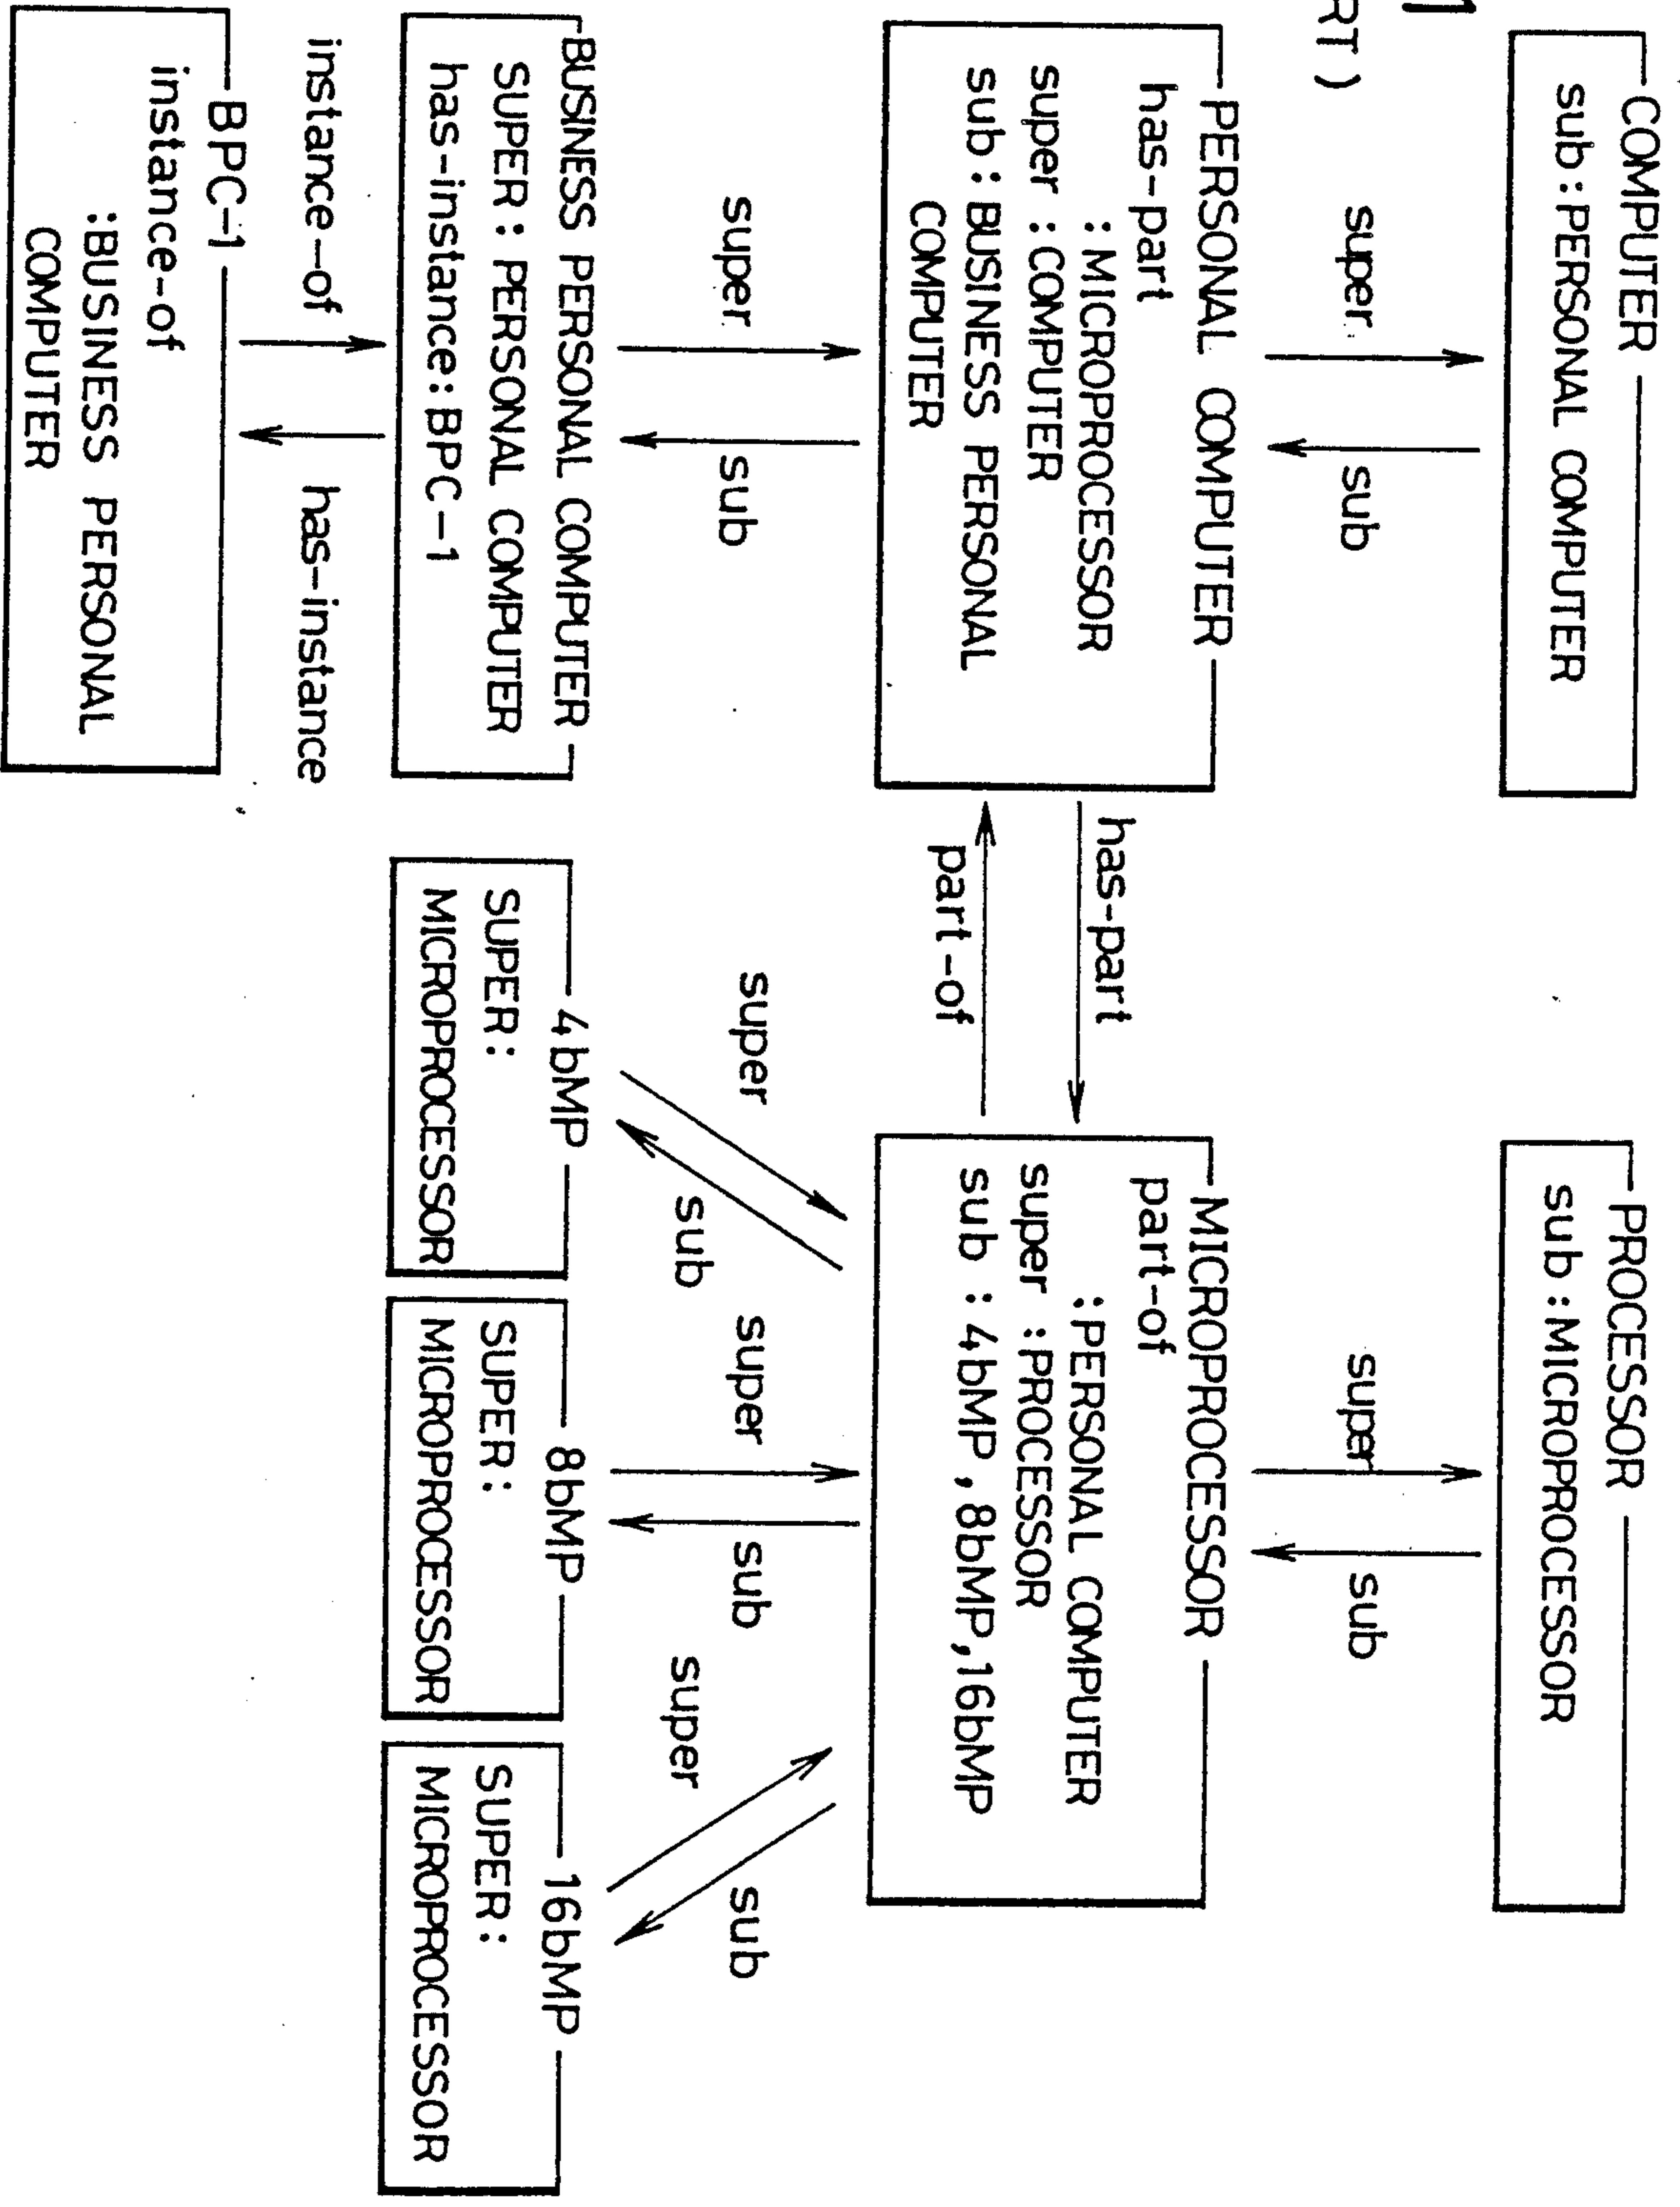 1
RT )
COMPUTER
sub : PERSONAL COMPUTER
super
sub
PERSONAL COMPUTER
has-part
: MICROPROCESSOR
super : COMPUTER
sub : BUSINESS PERSONAL
COMPUTER
super
sub
BUSINESS PERSONAL COMPUTER
SUPER : PERSONAL COMPUTER
has-instance : BPC-1
instance-of
has-instance
BPC-1
instance-of
: BUSINESS PERSONAL
COMPUTER
has-part
part-of
PROCESSOR
sub : MICROPROCESSOR
super
sub
MICROPROCESSOR
part-of
: PERSONAL COMPUTER
super : PROCESSOR
sub : 4bMP , 8bMP, 16bMP
super
sub
super
sub
super
sub
4bMP
SUPER :
MICROPROCESSOR
8bMP
SUPER :
MICROPROCESSOR
16bMP
SUPER :
MICROPROCESSOR